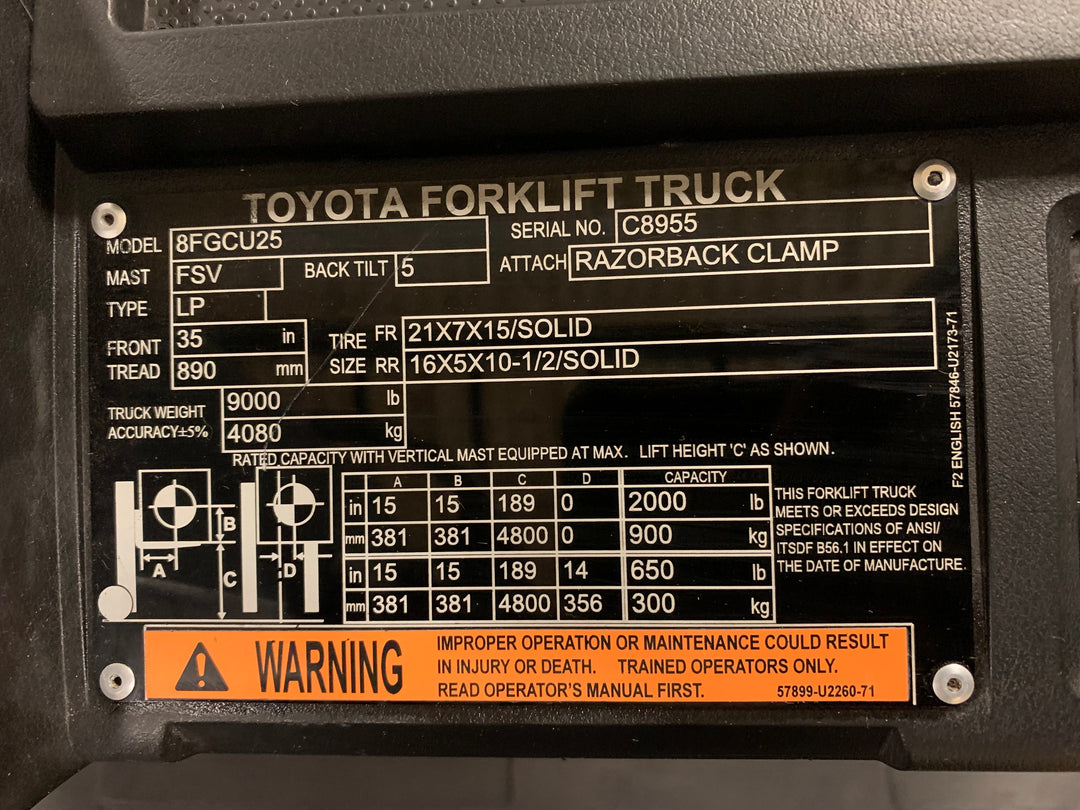 TOYOTA FORKLIFT TRUCK
MODEL 8FGCU25 SERIAL NO. C8955
MAST FSV BACK TILT 5 ATTACH RAZORBACK CLAMP
TYPE LP
FRONT TREAD 35 in TIRE SIZE FR 21X7X15/SOLID
890 mm RR 16X5X10-1/2/SOLID
TRUCK WEIGHT 9000 lb
ACCURACY±5% 4080 kg
RATED CAPACITY WITH VERTICAL MAST EQUIPPED AT MAX. LIFT HEIGHT 'C' AS SHOWN.
A B C D CAPACITY
in 15 15 189 0 2000 lb
mm 381 381 4800 0 900 kg
in 15 15 189 14 650 lb
mm 381 381 4800 356 300 kg
A B C D
THIS FORKLIFT TRUCK
MEETS OR EXCEEDS DESIGN
SPECIFICATIONS OF ANSI/
ITSDF B56.1 IN EFFECT ON
THE DATE OF MANUFACTURE.
F2 ENGLISH 57846-U2173-71
WARNING
IMPROPER OPERATION OR MAINTENANCE COULD RESULT
IN INJURY OR DEATH. TRAINED OPERATORS ONLY.
READ OPERATOR'S MANUAL FIRST. 57899-U2260-71